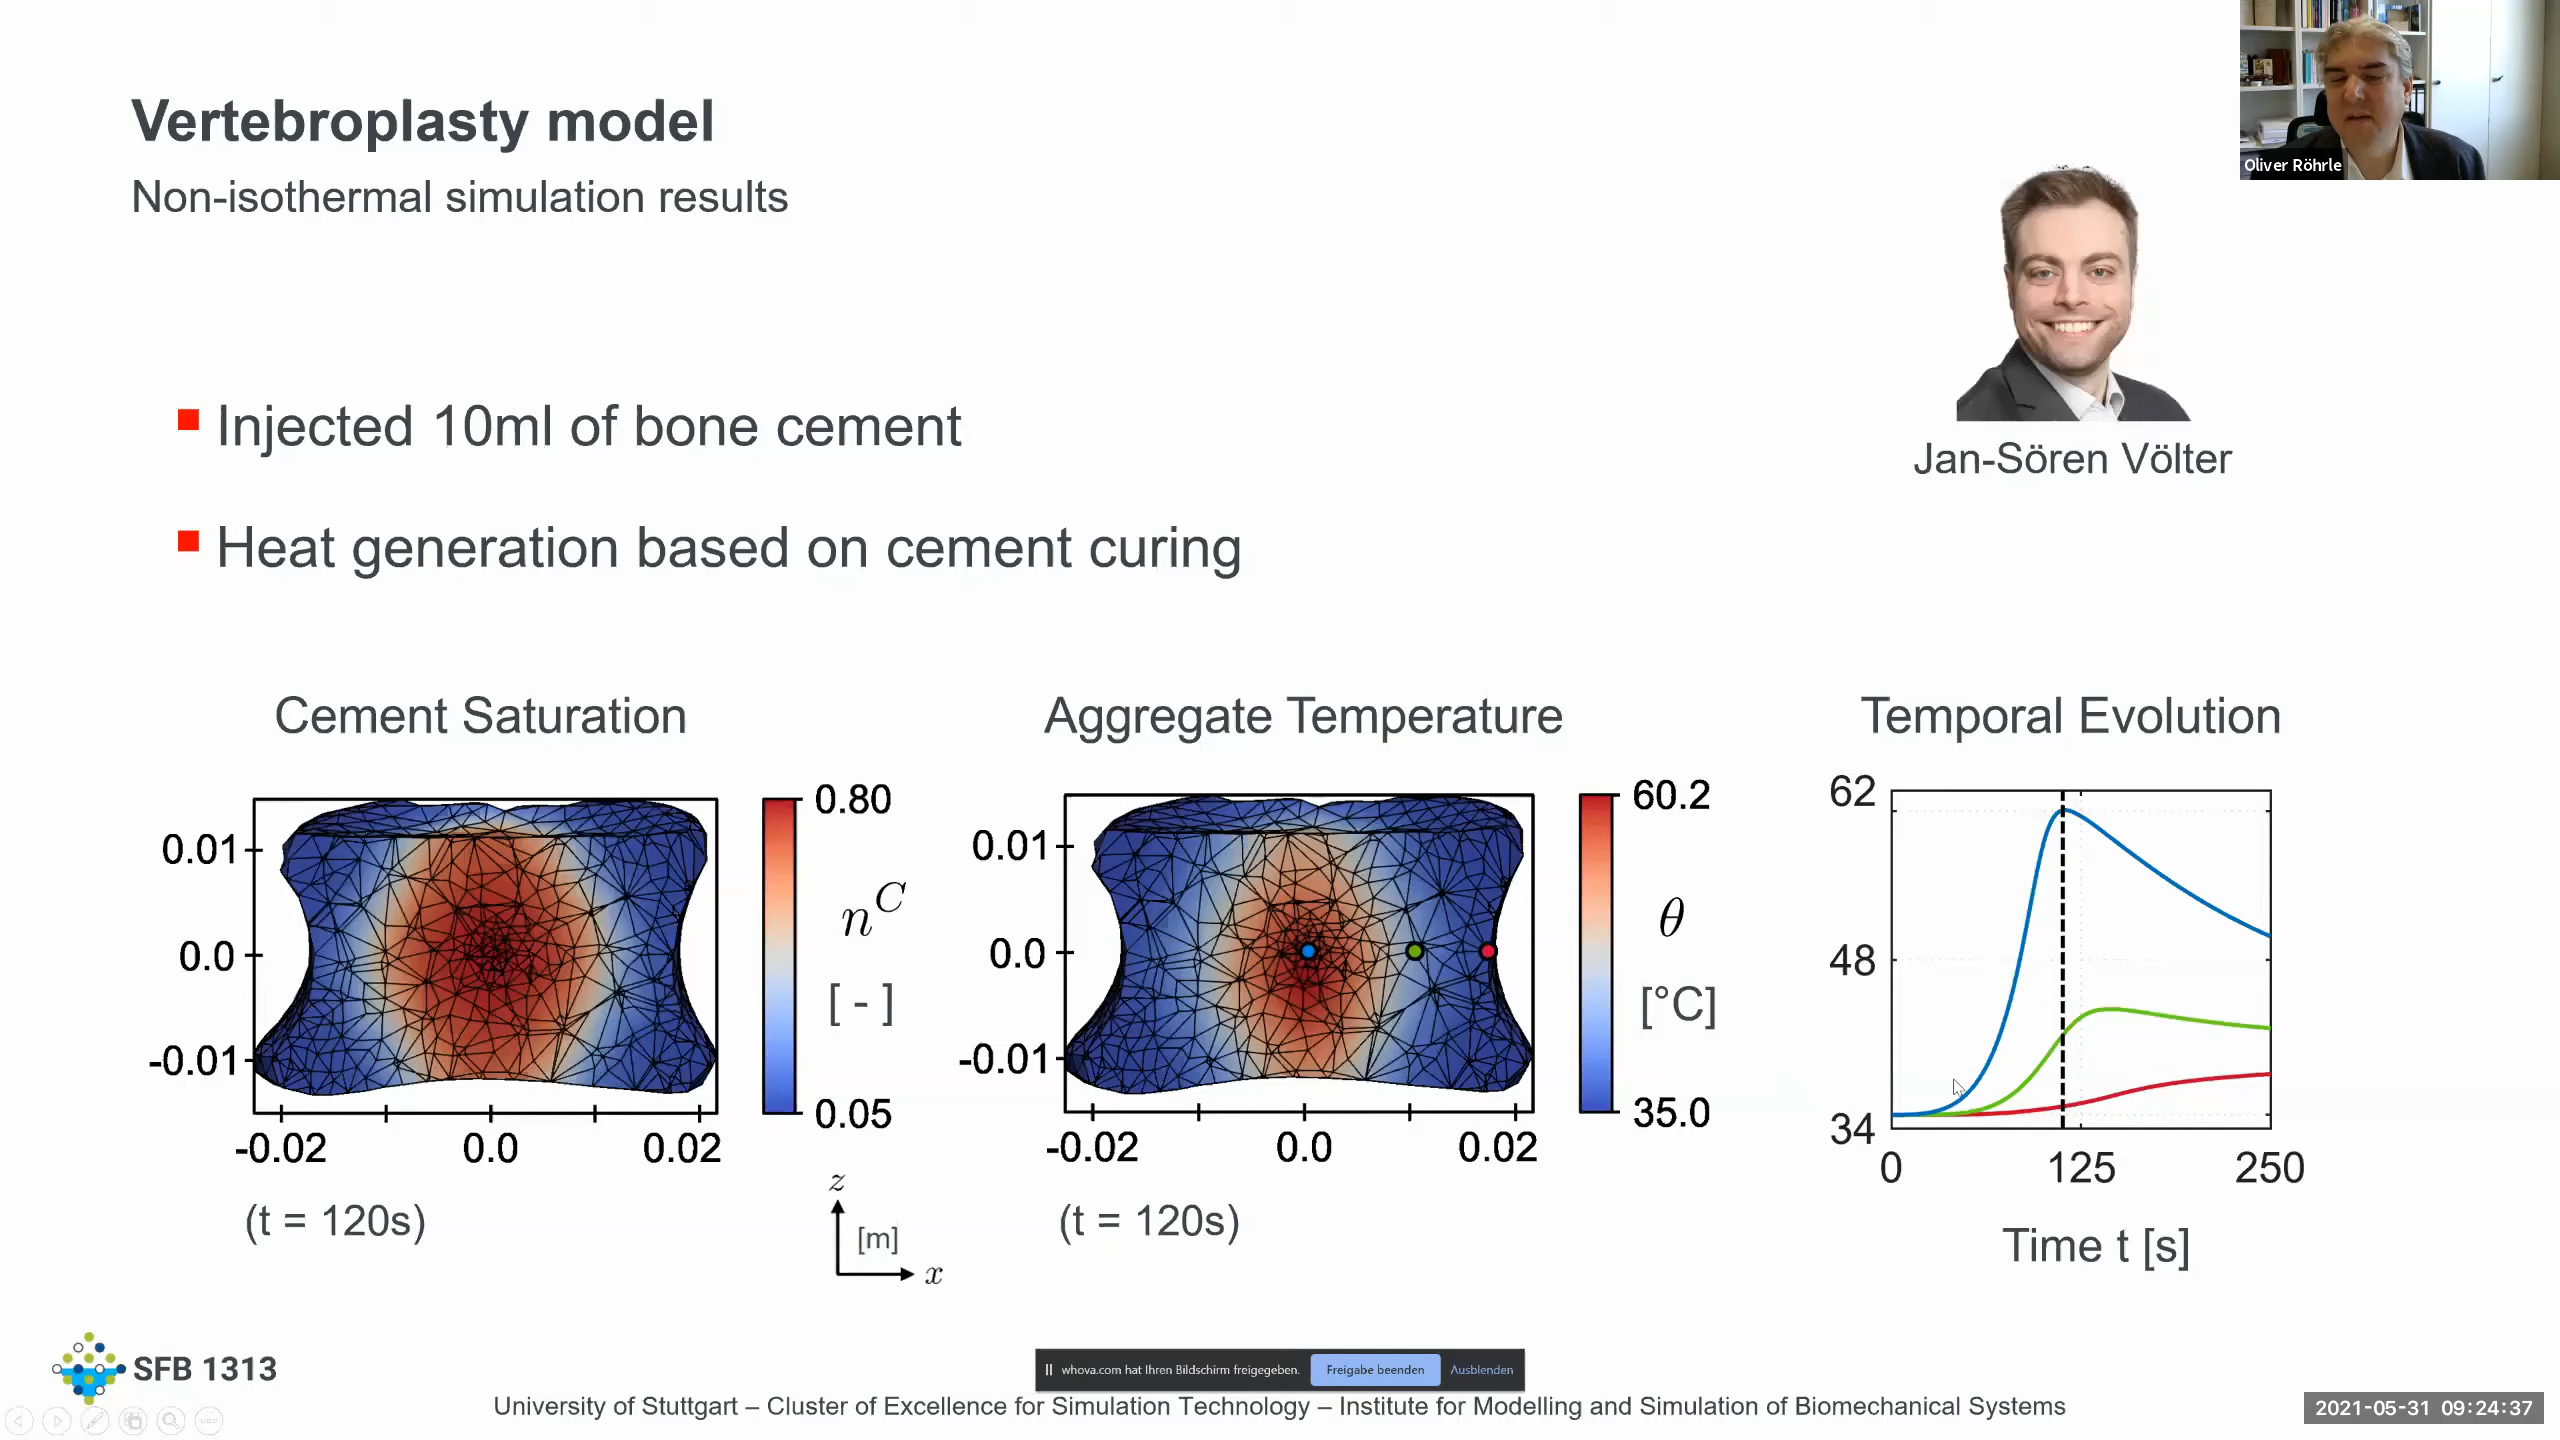 Vertebroplasty model
Non-isothermal simulation results
Oliver Röhrle
Jan-Sören Völter
Injected 10ml of bone cement
Heat generation based on cement curing
Cement Saturation
0.01
0.0
-0.01
-0.02 0.0 0.02
0.80
n^C
[ - ]
0.05
(t = 120s)
z
[m]
x
Aggregate Temperature
0.01
0.0
-0.01
-0.02 0.0 0.02
60.2
θ
[°C]
35.0
(t = 120s)
Temporal Evolution
62
48
34
0 125 250
Time t [s]
SFB 1313
whova.com hat Ihren Bildschirm freigegeben. Freigabe beenden Ausblenden
University of Stuttgart – Cluster of Excellence for Simulation Technology – Institute for Modelling and Simulation of Biomechanical Systems
2021-05-31 09:24:37